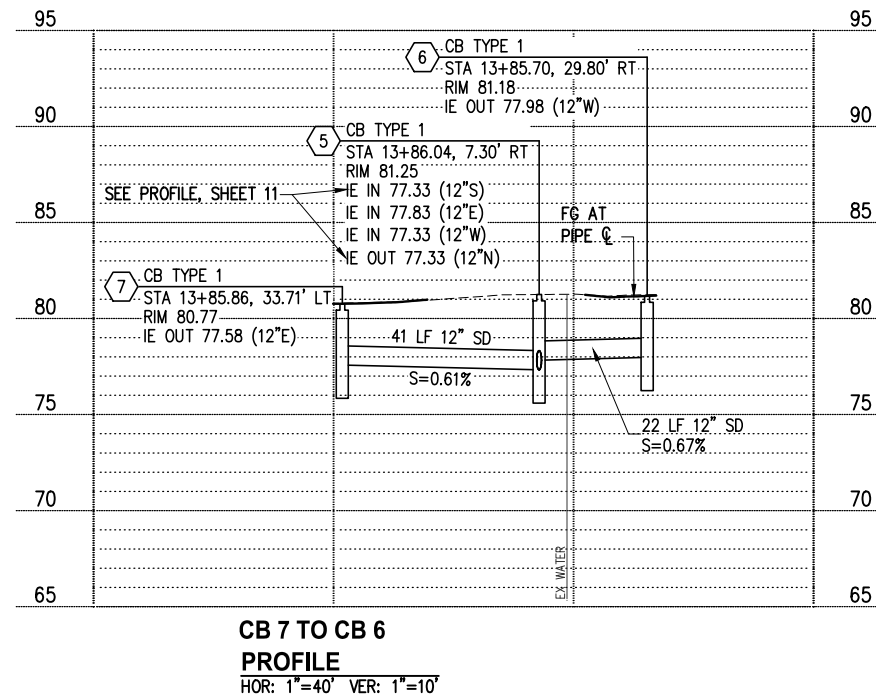 95
95
6
CB TYPE 1
STA 13+85.70, 29.80' RT
RIM 81.18
IE OUT 77.98 (12"W)
90
90
5
CB TYPE 1
STA 13+86.04, 7.30' RT
RIM 81.25
SEE PROFILE, SHEET 11
IE IN 77.33 (12"S)
IE IN 77.83 (12"E)
IE IN 77.33 (12"W)
IE OUT 77.33 (12"N)
85
85
FG AT
PIPE ℄
7
CB TYPE 1
STA 13+85.86, 33.71' LT
RIM 80.77
IE OUT 77.58 (12"E)
80
80
41 LF 12" SD
S=0.61%
75
75
22 LF 12" SD
S=0.67%
70
70
EX WATER
65
65
CB 7 TO CB 6
PROFILE
HOR: 1"=40' VER: 1"=10'